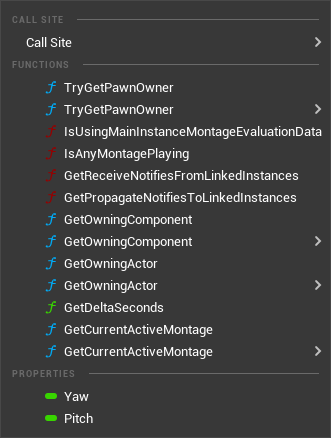 CALL SITE
Call Site
FUNCTIONS
TryGetPawnOwner
TryGetPawnOwner
IsUsingMainInstanceMontageEvaluationData
IsAnyMontagePlaying
GetReceiveNotifiesFromLinkedInstances
GetPropagateNotifiesToLinkedInstances
GetOwningComponent
GetOwningComponent
GetOwningActor
GetOwningActor
GetDeltaSeconds
GetCurrentActiveMontage
GetCurrentActiveMontage
PROPERTIES
Yaw
Pitch